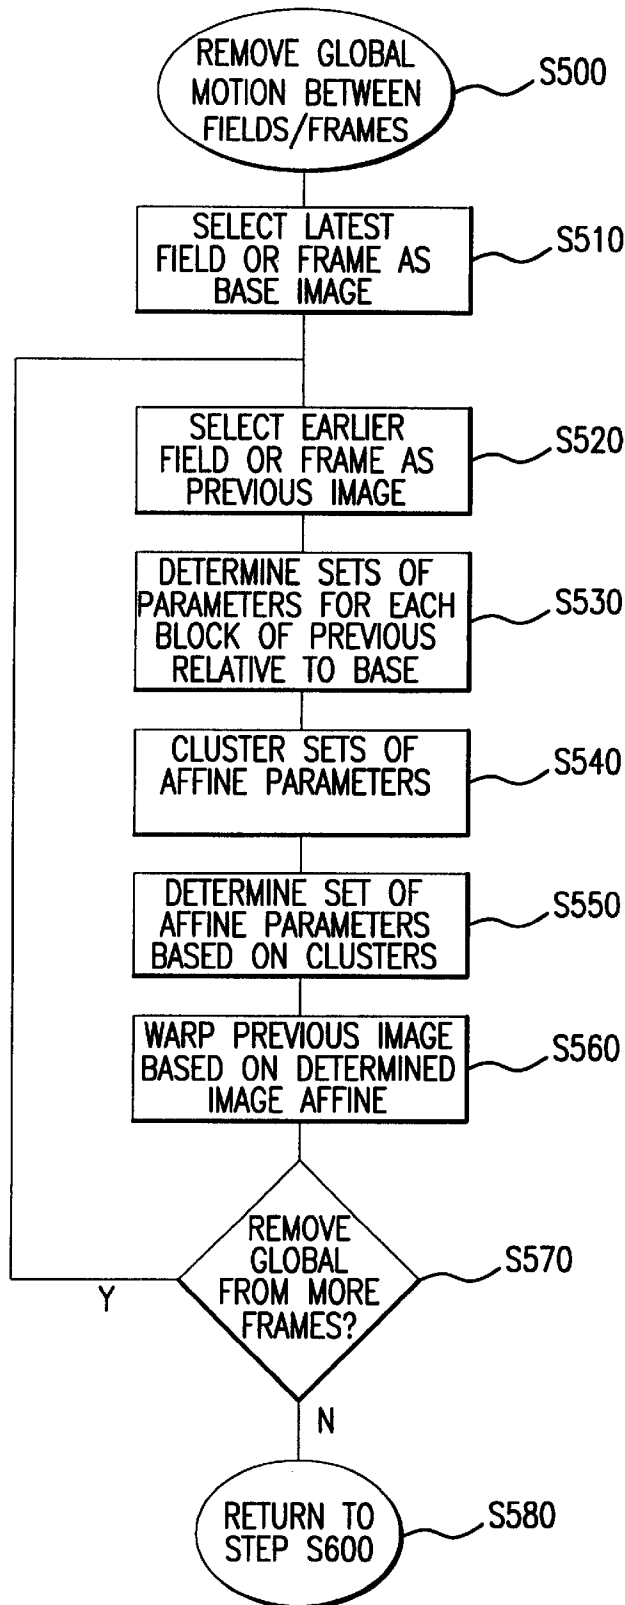 REMOVE GLOBAL
MOTION BETWEEN
FIELDS/FRAMES
S500
SELECT LATEST
FIELD OR FRAME AS
BASE IMAGE
S510
SELECT EARLIER
FIELD OR FRAME AS
PREVIOUS IMAGE
S520
DETERMINE SETS OF
PARAMETERS FOR EACH
BLOCK OF PREVIOUS
RELATIVE TO BASE
S530
CLUSTER SETS OF
AFFINE PARAMETERS
S540
DETERMINE SET OF
AFFINE PARAMETERS
BASED ON CLUSTERS
S550
WARP PREVIOUS IMAGE
BASED ON DETERMINED
IMAGE AFFINE
S560
REMOVE
GLOBAL
FROM MORE
FRAMES?
S570
Y
N
RETURN TO
STEP S600
S580